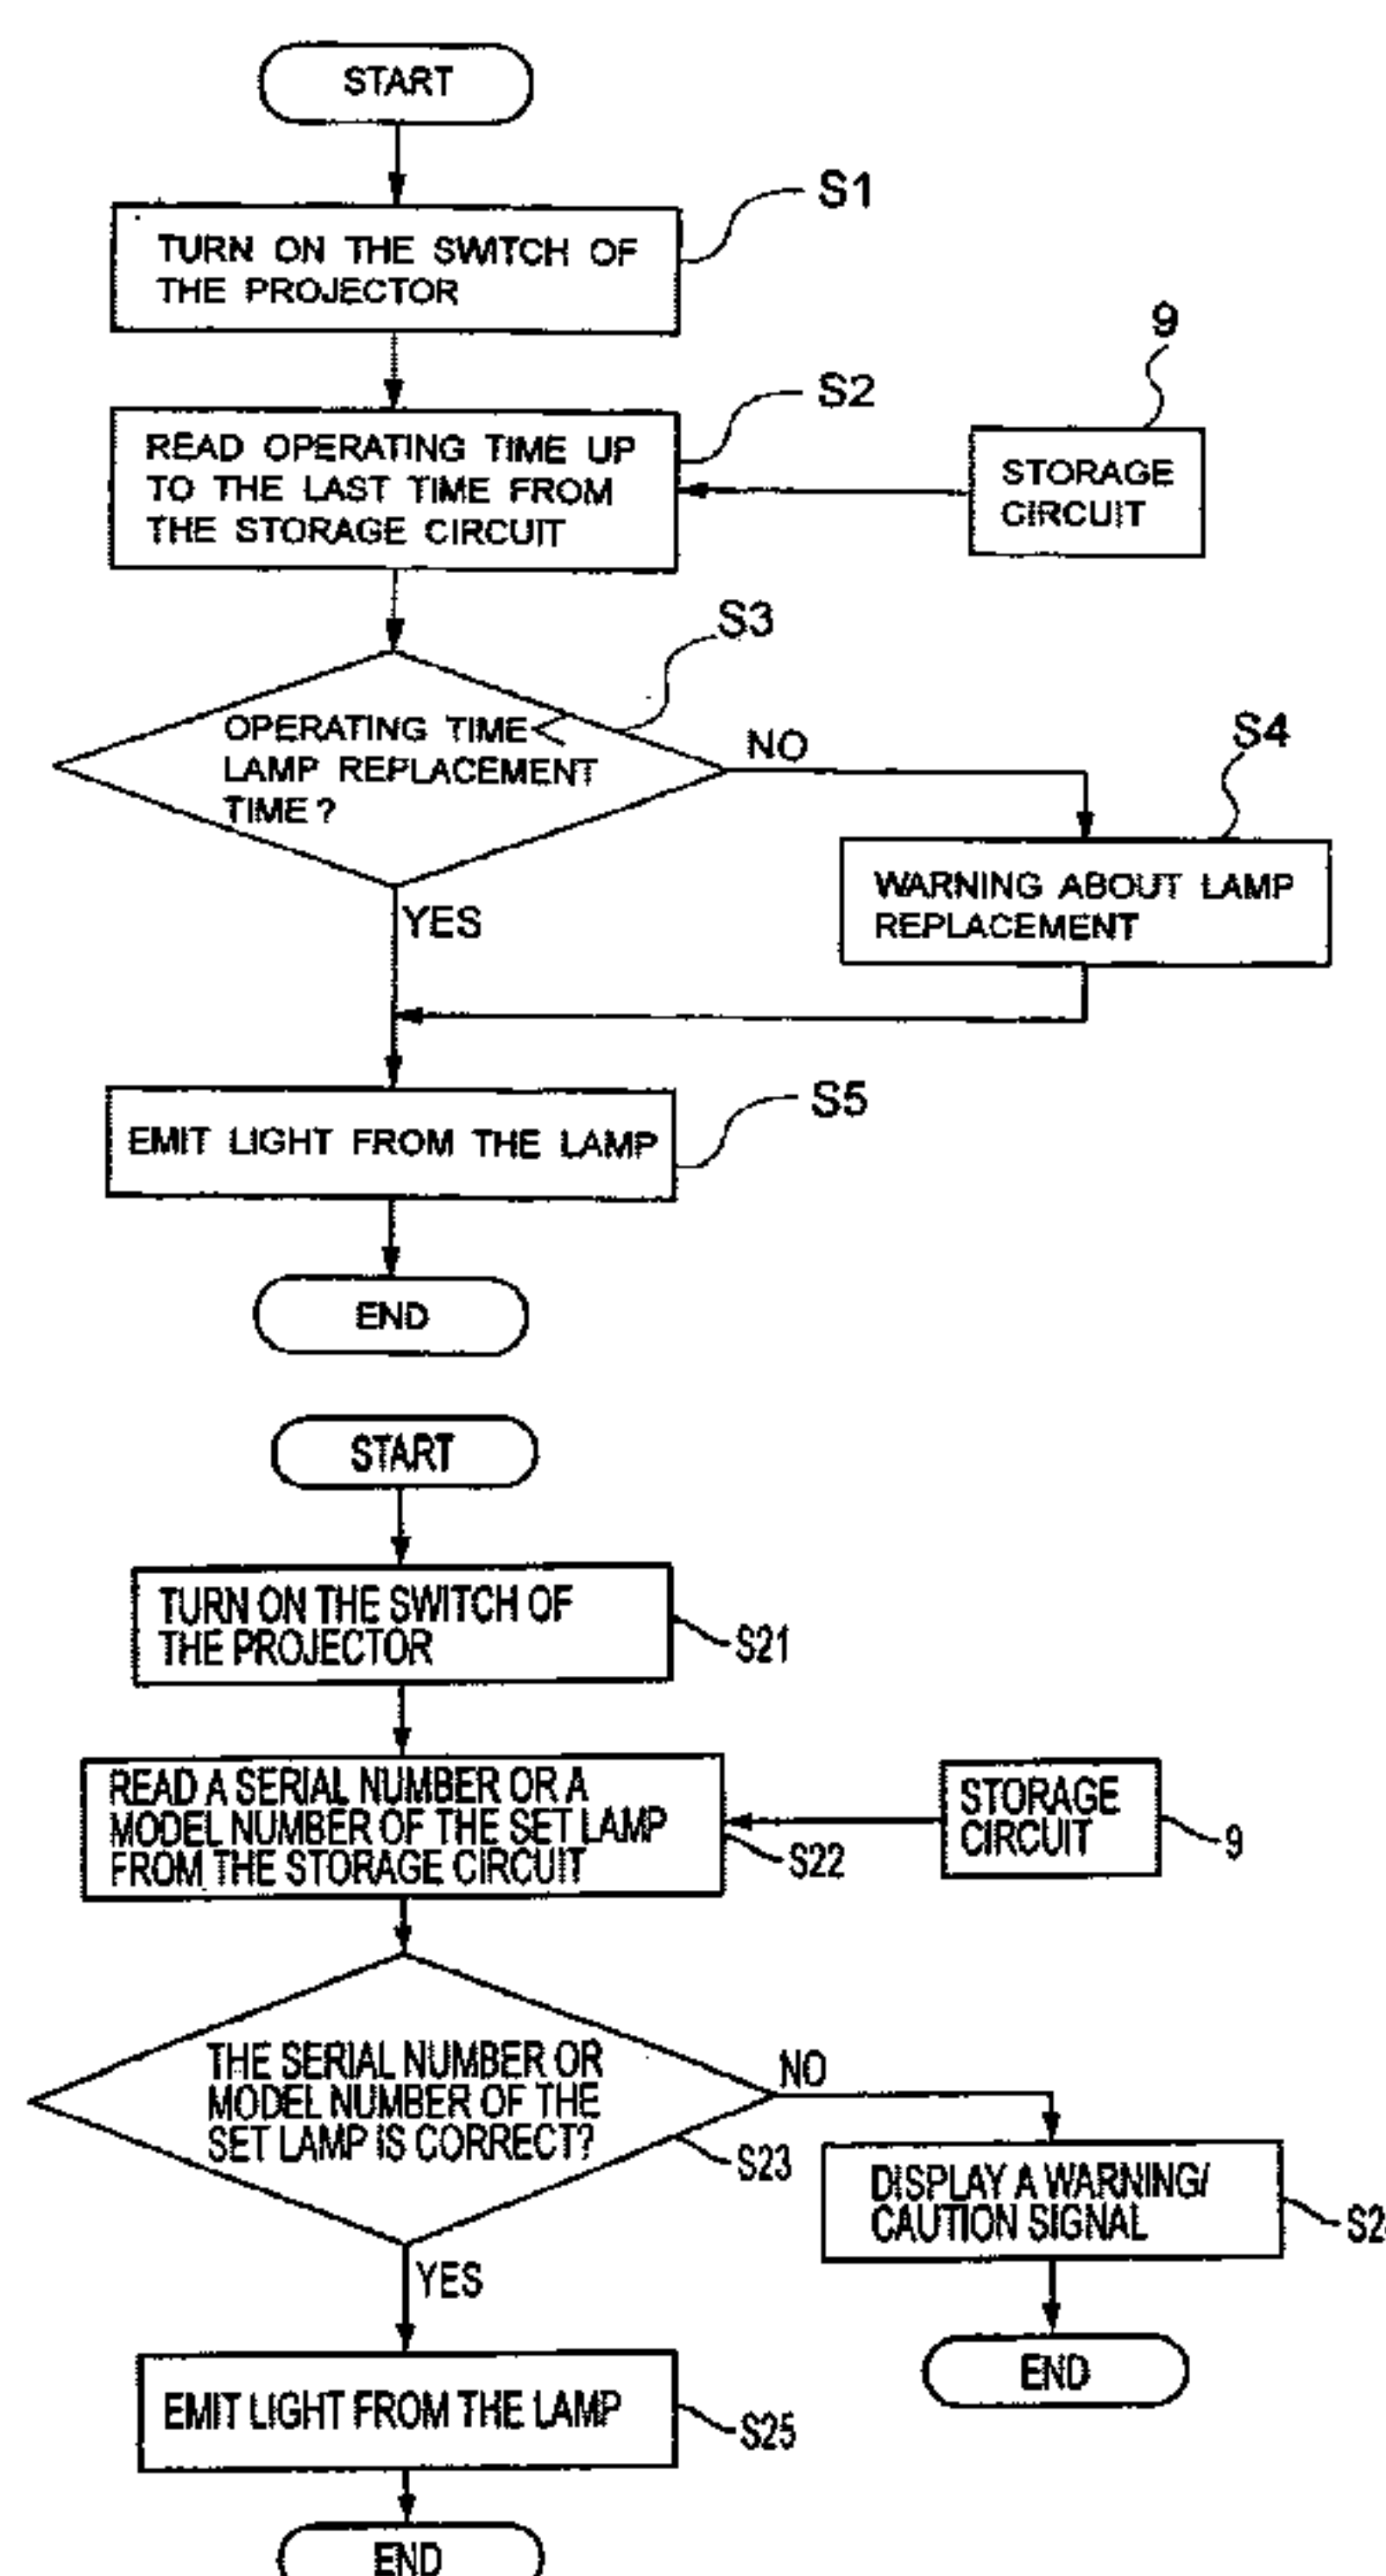 START
S1
TURN ON THE SWITCH OF
THE PROJECTOR
9
S2
READ OPERATING TIME UP
TO THE LAST TIME FROM
THE STORAGE CIRCUIT
STORAGE
CIRCUIT
S3
OPERATING TIME<
LAMP REPLACEMENT
TIME?
NO
S4
WARNING ABOUT LAMP
REPLACEMENT
YES
S5
EMIT LIGHT FROM THE LAMP
END
START
TURN ON THE SWITCH OF
THE PROJECTOR
S21
READ A SERIAL NUMBER OR A
MODEL NUMBER OF THE SET LAMP
FROM THE STORAGE CIRCUIT
S22
STORAGE
CIRCUIT
9
THE SERIAL NUMBER OR
MODEL NUMBER OF THE
SET LAMP IS CORRECT?
NO
S23
DISPLAY A WARNING/
CAUTION SIGNAL
YES
END
EMIT LIGHT FROM THE LAMP
S25
END